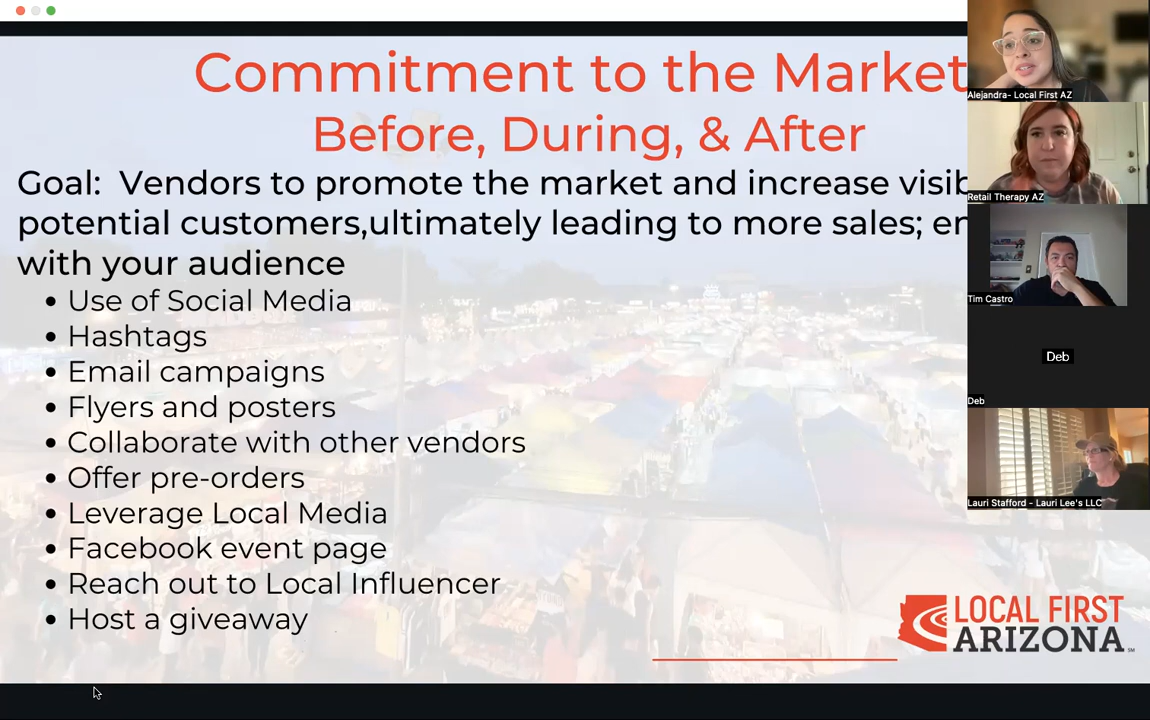 Commitment to the Market
Before, During, & After
Goal:  Vendors to promote the market and increase
potential customers,ultimately leading to more sales;
with your audience
• Use of Social Media
• Hashtags
• Email campaigns
• Flyers and posters
• Collaborate with other vendors
• Offer pre-orders
• Leverage Local Media
• Facebook event page
• Reach out to Local Influencer
• Host a giveaway
LOCAL FIRST
ARIZONA
Alejandra- Local First AZ
Retail Therapy AZ
Tim Castro
Deb
Deb
Lauri Stafford - Lauri Lee's LLC